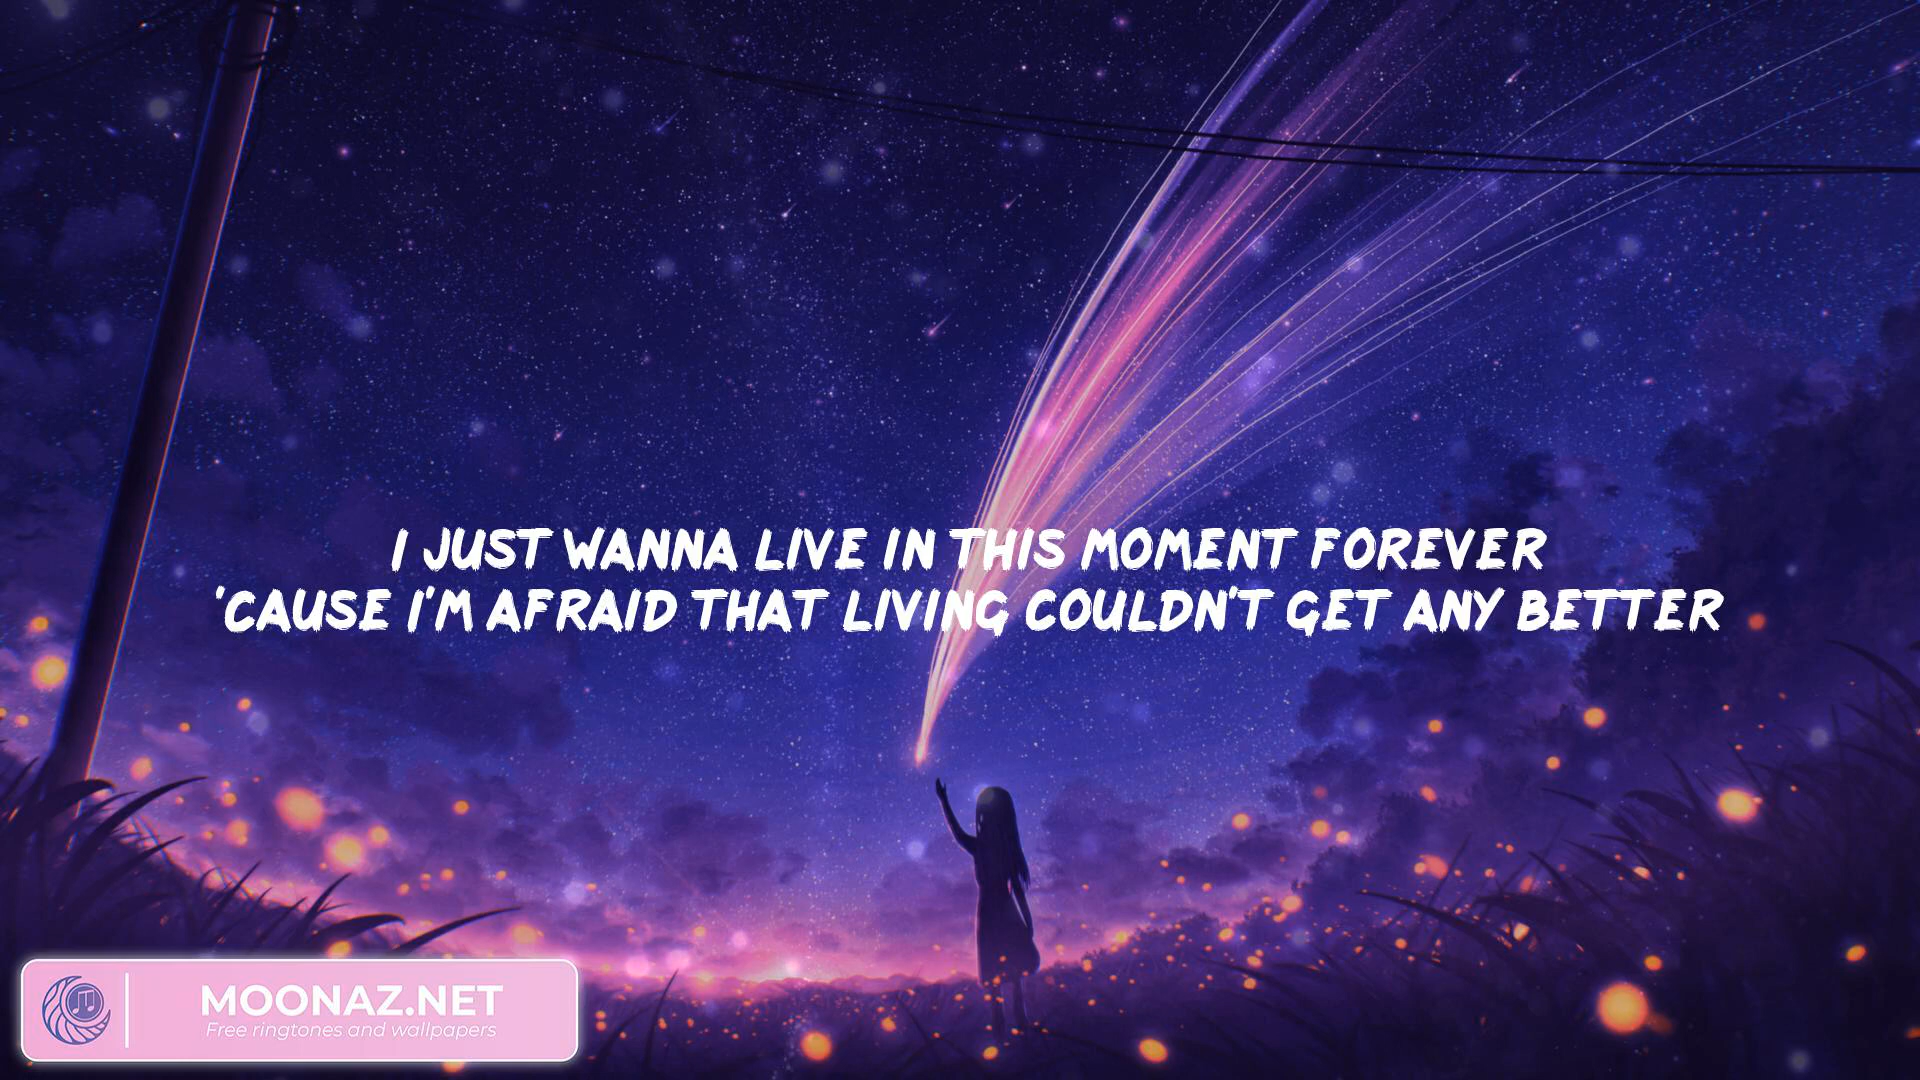 I JUST WANNA LIVE IN THIS MOMENT FOREVER
'CAUSE I'M AFRAID THAT LIVING COULDN'T GET ANY BETTER
MOONAZ.NET
Free ringtones and wallpapers